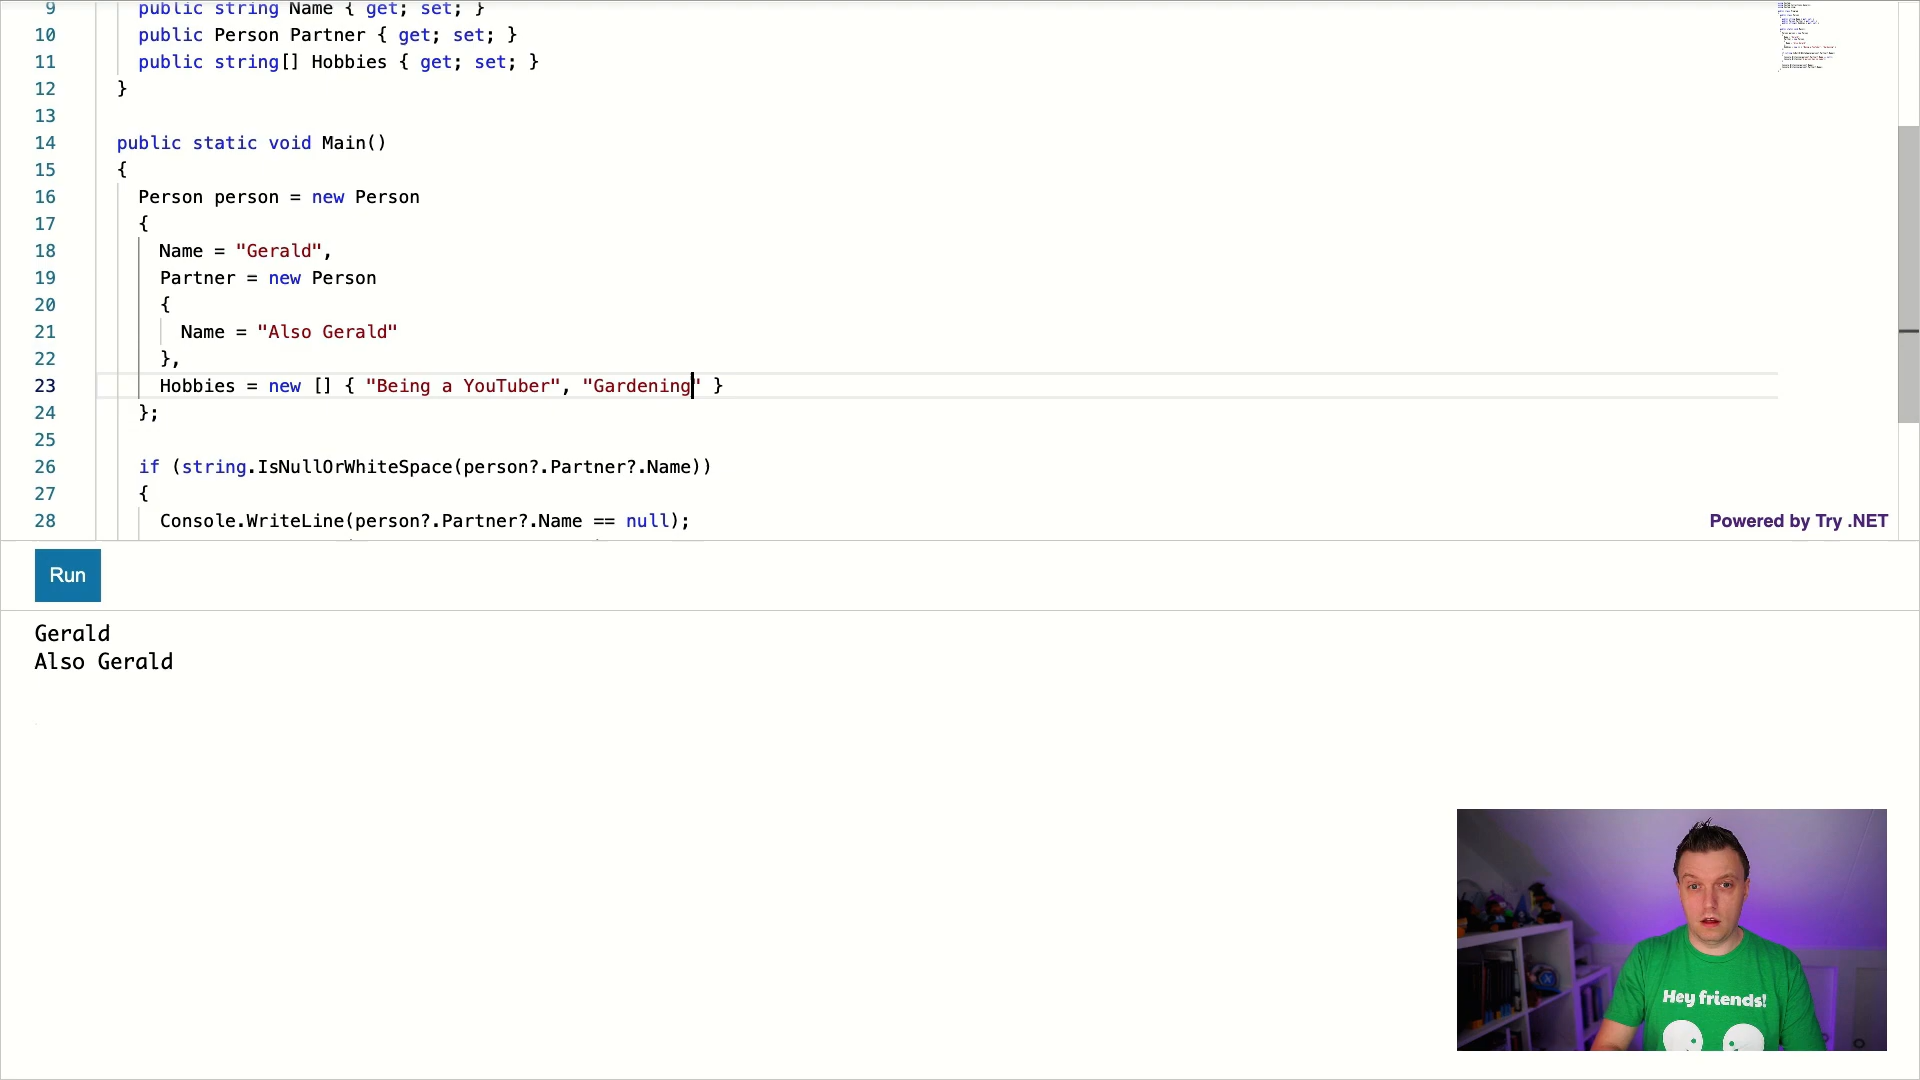 9 public string Name { get; set; }
10 public Person Partner { get; set; }
11 public string[] Hobbies { get; set; }
12 }
13
14 public static void Main()
15 {
16 Person person = new Person
17 {
18 Name = "Gerald",
19 Partner = new Person
20 {
21 Name = "Also Gerald"
22 },
23 Hobbies = new [] { "Being a YouTuber", "Gardening" }
24 };
25
26 if (string.IsNullOrWhiteSpace(person?.Partner?.Name))
27 {
28 Console.WriteLine(person?.Partner?.Name == null);
Powered by Try .NET
Run
Gerald
Also Gerald
Hey friends!